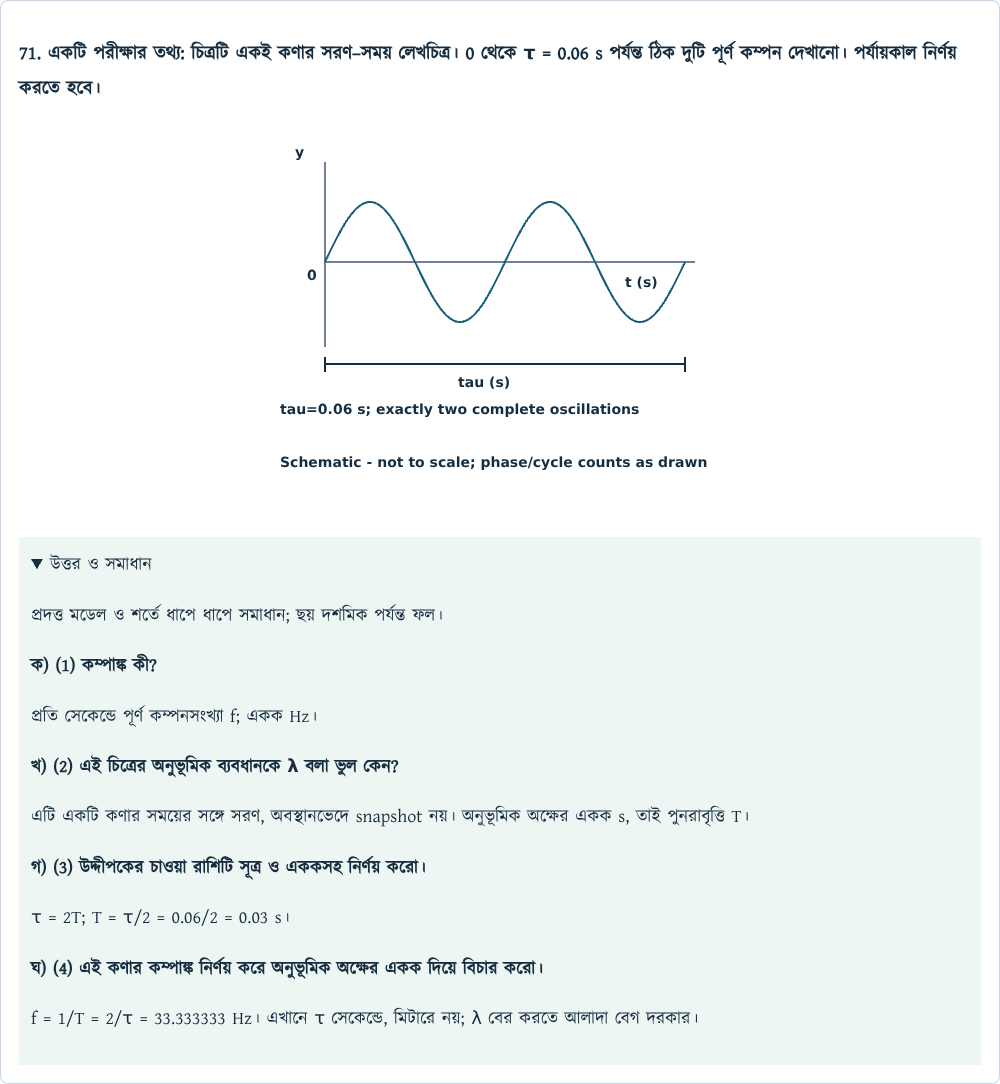 71. একটি পরীক্ষার তথ্য: চিত্রটি একই কণার সরণ–সময় লেখচিত্র। 0 থেকে τ = 0.06 s পর্যন্ত ঠিক দুটি পূর্ণ কম্পন দেখানো। পর্যায়কাল নির্ণয়
করতে হবে।
y
0
t (s)
tau (s)
tau=0.06 s; exactly two complete oscillations
Schematic - not to scale; phase/cycle counts as drawn
▼ উত্তর ও সমাধান
প্রদত্ত মডেল ও শর্তে ধাপে ধাপে সমাধান; ছয় দশমিক পর্যন্ত ফল।
ক) (1) কম্পাঙ্ক কী?
প্রতি সেকেন্ডে পূর্ণ কম্পনসংখ্যা f; একক Hz।
খ) (2) এই চিত্রের অনুভূমিক ব্যবধানকে λ বলা ভুল কেন?
এটি একটি কণার সময়ের সঙ্গে সরণ, অবস্থানভেদে snapshot নয়। অনুভূমিক অক্ষের একক s, তাই পুনরাবৃত্তি T।
গ) (3) উদ্দীপকের চাওয়া রাশিটি সূত্র ও এককসহ নির্ণয় করো।
τ = 2T; T = τ/2 = 0.06/2 = 0.03 s।
ঘ) (4) এই কণার কম্পাঙ্ক নির্ণয় করে অনুভূমিক অক্ষের একক দিয়ে বিচার করো।
f = 1/T = 2/τ = 33.333333 Hz। এখানে τ সেকেন্ডে, মিটারে নয়; λ বের করতে আলাদা বেগ দরকার।